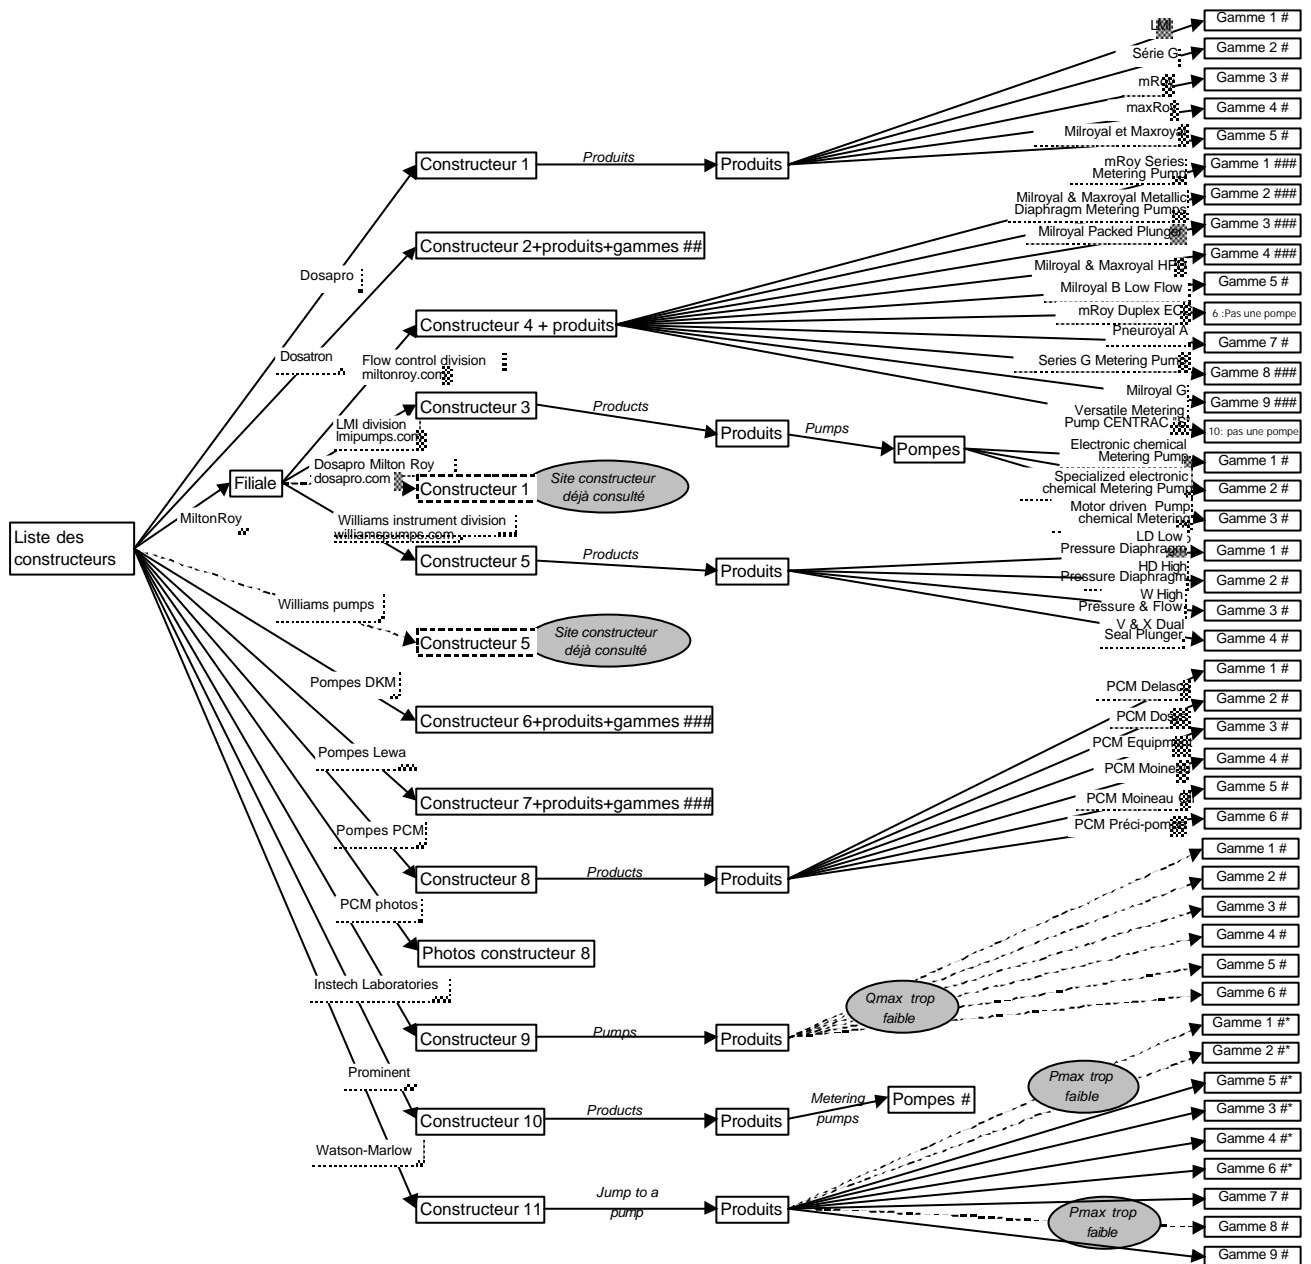 Liste des
constructeurs
Dosapro
Dosatron
MiltonRoy
Williams pumps
Pompes DKM
Pompes Lewa
Pompes PCM
PCM photos
Instech Laboratories
Prominent
Watson-Marlow
Filiale
Flow control division
miltonroy.com
LMI division
lmipumps.com
Dosapro Milton Roy
dosapro.com
Williams instrument division
williamspumps.com
Constructeur 1
Produits
Produits
Constructeur 2+produits+gammes ##
Constructeur 4 + produits
Constructeur 3
Products
Produits
Pumps
Pompes
Constructeur 1
Site constructeur
déjà consulté
Constructeur 5
Products
Produits
Constructeur 5
Site constructeur
déjà consulté
Constructeur 6+produits+gammes ###
Constructeur 7+produits+gammes ###
Constructeur 8
Products
Produits
Photos constructeur 8
Constructeur 9
Pumps
Produits
Qmax trop
faible
Constructeur 10
Products
Produits
Metering
pumps
Pompes #
Constructeur 11
Jump to a
pump
Produits
Pmax trop
faible
Pmax trop
faible
LMI
Gamme 1 #
Série G
Gamme 2 #
mRoy
Gamme 3 #
maxRoy
Gamme 4 #
Milroyal et Maxroyal
Gamme 5 #
mRoy Series
Metering Pump
Gamme 1 ###
Milroyal & Maxroyal Metallic
Diaphragm Metering Pumps
Gamme 2 ###
Milroyal Packed Plunger
Gamme 3 ###
Milroyal & Maxroyal
Gamme 4 ###
Milroyal B Low Flow
Gamme 5 #
mRoy Duplex
6 :Pas une pompe
Pneuroyal A
Gamme 7 #
Series G Metering Pump
Gamme 8 ###
Milroyal G
Gamme 9 ###
Versatile Metering
Pump CENTRAC
10: pas une pompe
Electronic chemical
Metering Pump
Gamme 1 #
Specialized electronic
chemical Metering Pump
Gamme 2 #
Motor driven Pump
chemical Metering
Gamme 3 #
LD Low
Pressure Diaphragm
Gamme 1 #
HD High
Pressure Diaphragm
Gamme 2 #
W High
Pressure & Flow
Gamme 3 #
V & X Dual
Seal Plunger
Gamme 4 #
PCM Delasco
Gamme 1 #
PCM
Gamme 2 #
PCM Equipment
Gamme 3 #
PCM Moineau
Gamme 4 #
PCM Moineau
Gamme 5 #
PCM Préci-pompe
Gamme 6 #
Gamme 1 #
Gamme 2 #
Gamme 3 #
Gamme 4 #
Gamme 5 #
Gamme 6 #
Gamme 1 #*
Gamme 2 #*
Gamme 5 #*
Gamme 3 #*
Gamme 4 #*
Gamme 6 #*
Gamme 7 #
Gamme 8 #
Gamme 9 #